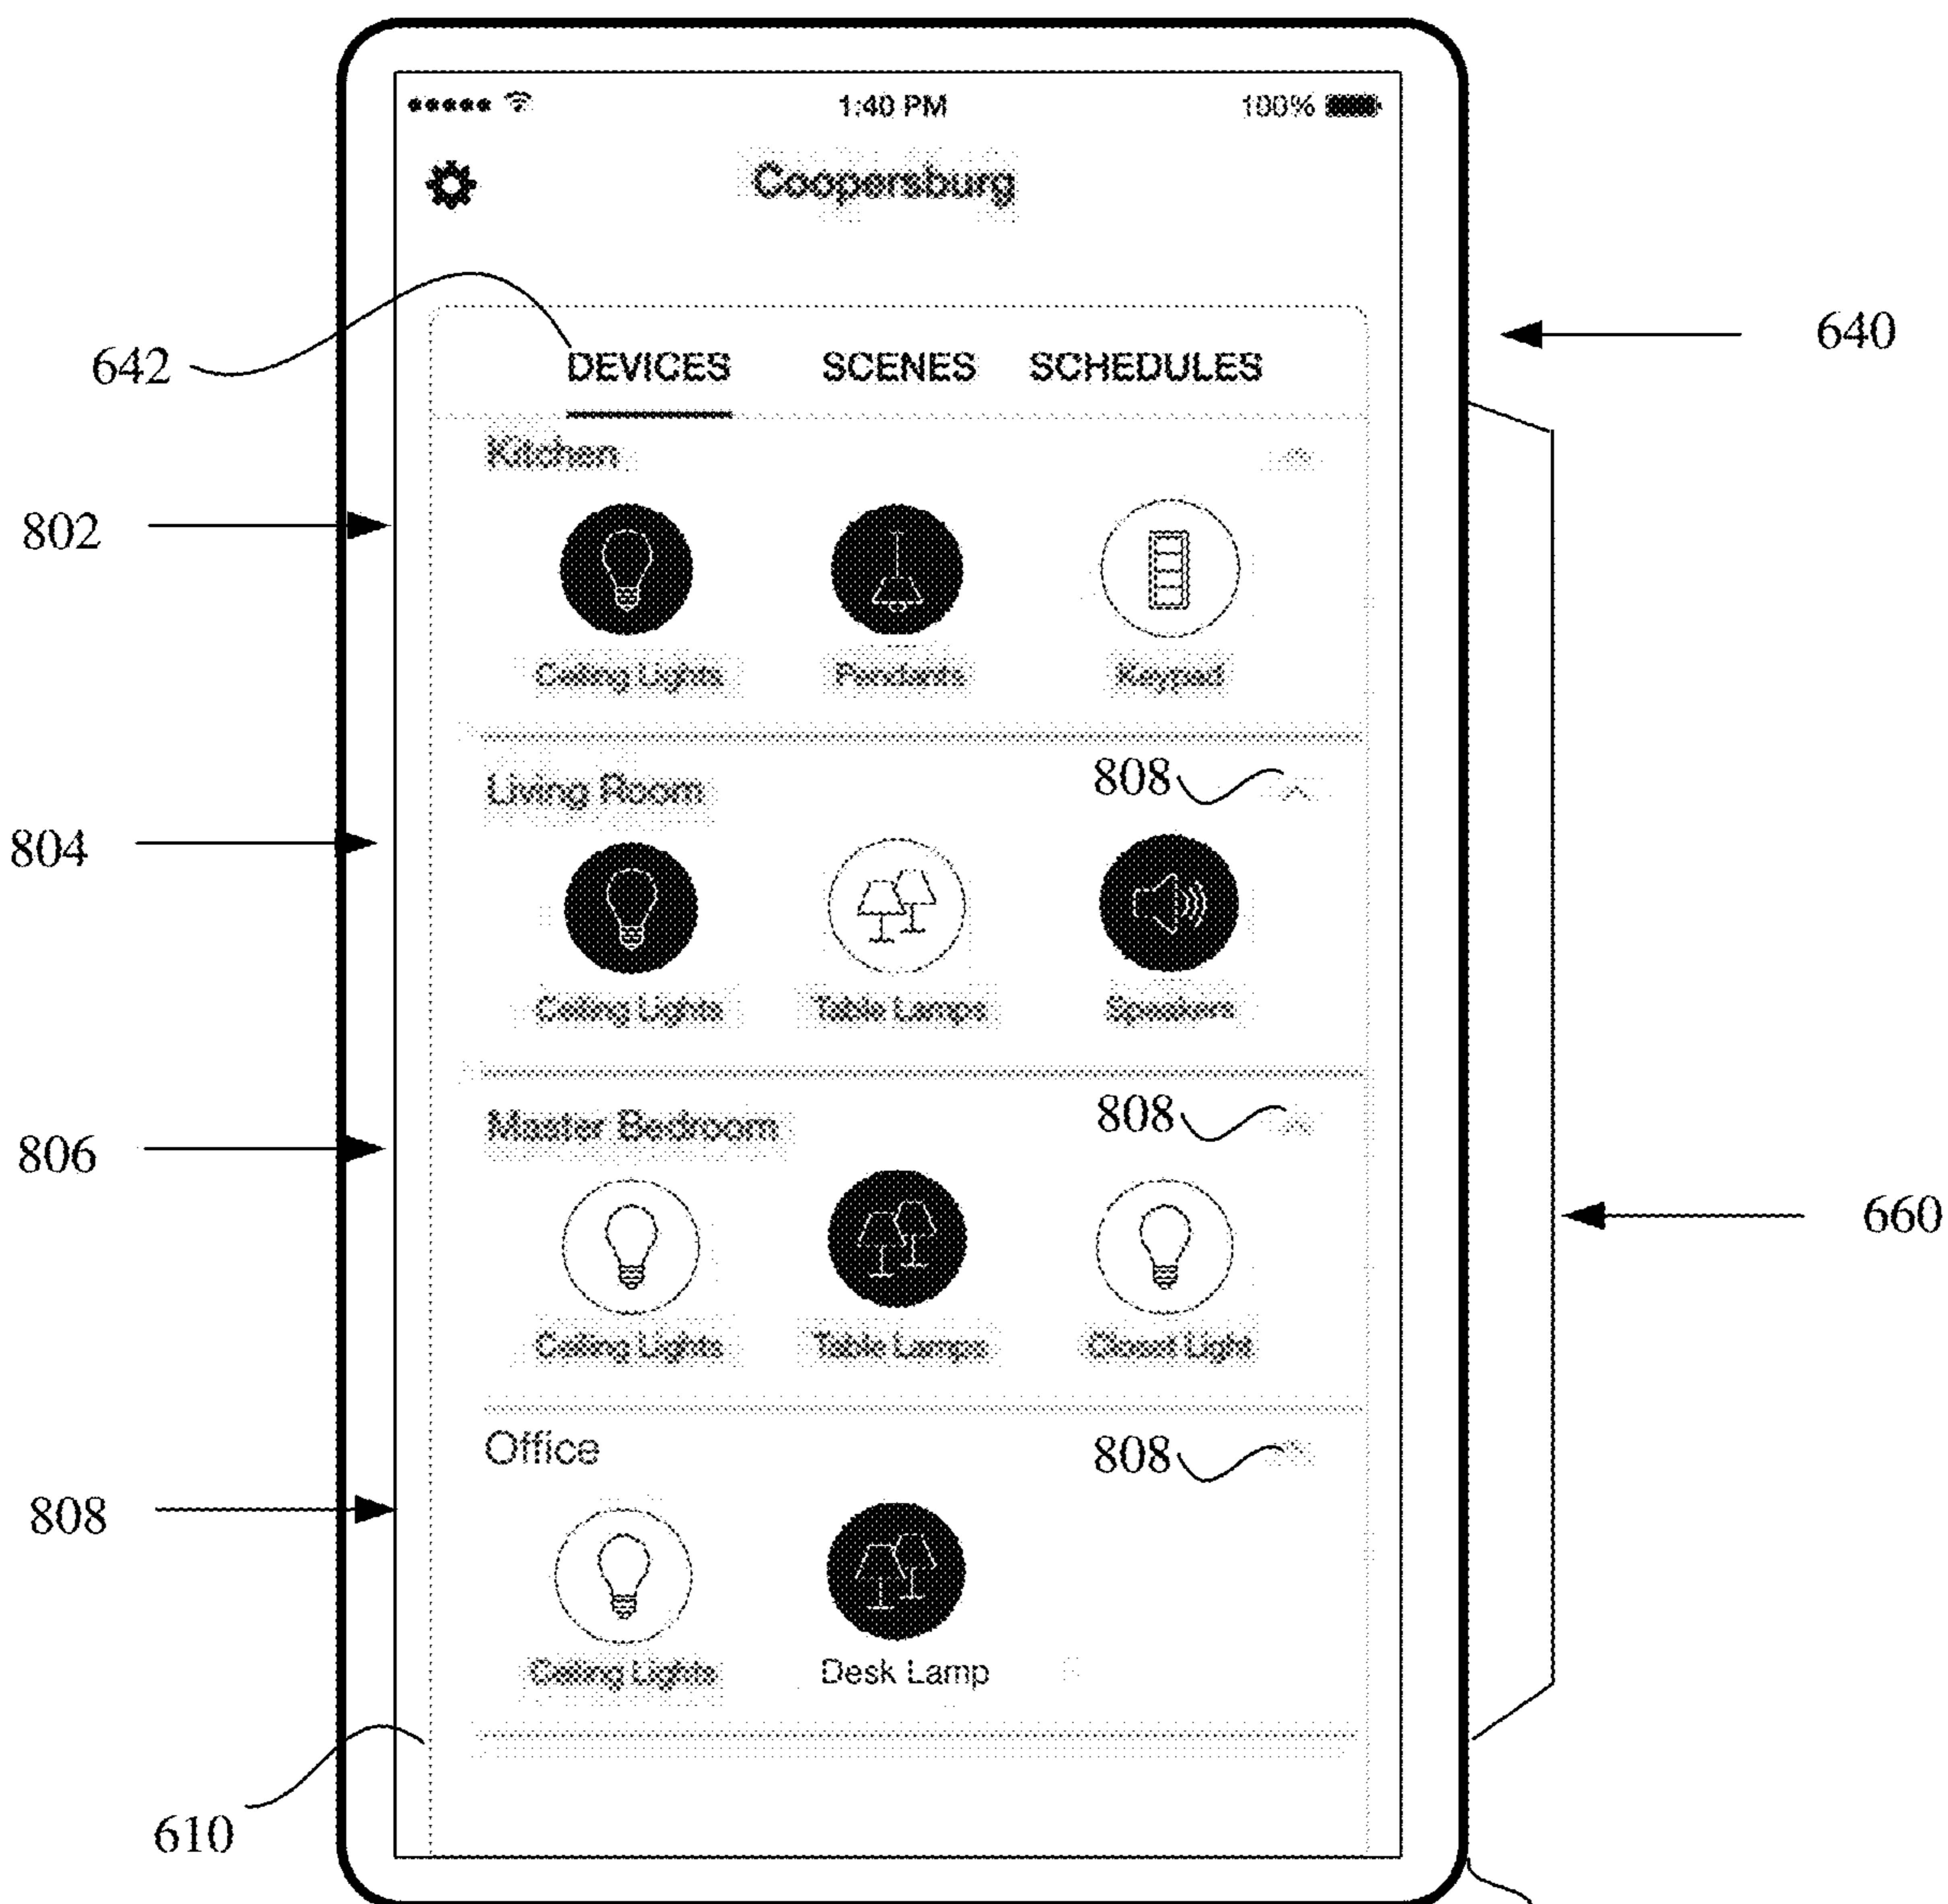 1:40 PM 100%
Coopersburg
640
642 DEVICES SCENES SCHEDULES
Kitchen
802
Ceiling Lights Pendants Keypad
Living Room 808
804
Ceiling Lights Table Lamps Speakers
Master Bedroom 808
806
660
Ceiling Lights Table Lamps Closet Light
Office 808
808
Ceiling Lights Desk Lamp
610